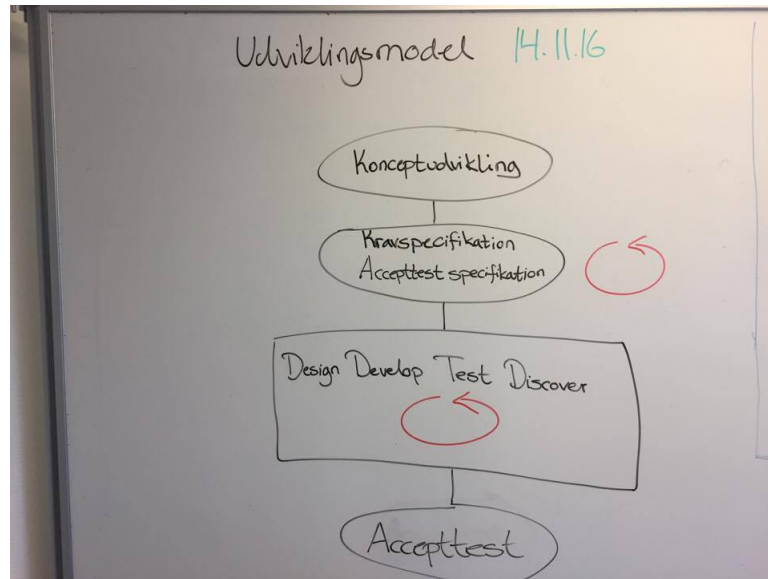 Udviklingsmodel 14.11.16
Konceptudvikling
Kravspecifikation
Accepttest specifikation
Design Develop Test Discover
Accepttest